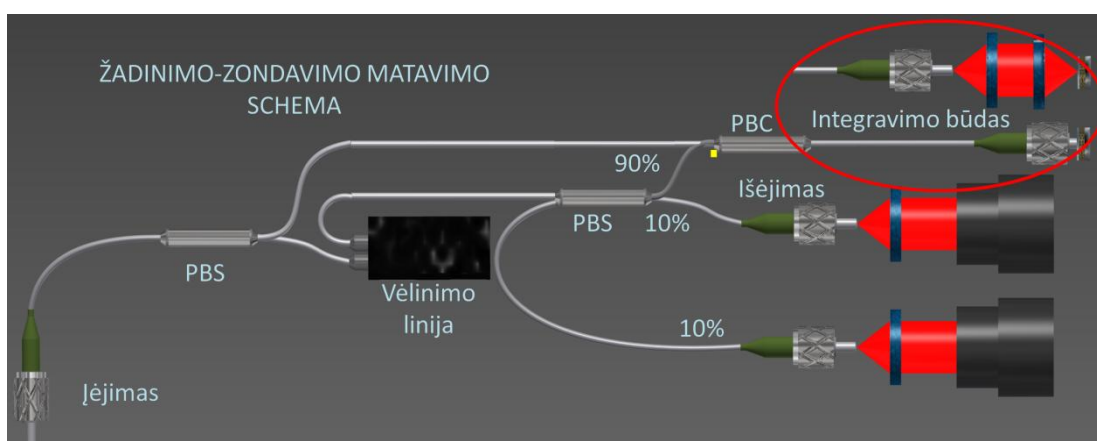 ŽADINIMO-ZONDAVIMO MATAVIMO
SCHEMA
PBC
Integravimo būdas
90%
Išėjimas
PBS
10%
PBS
Vėlinimo
linija
10%
Įėjimas